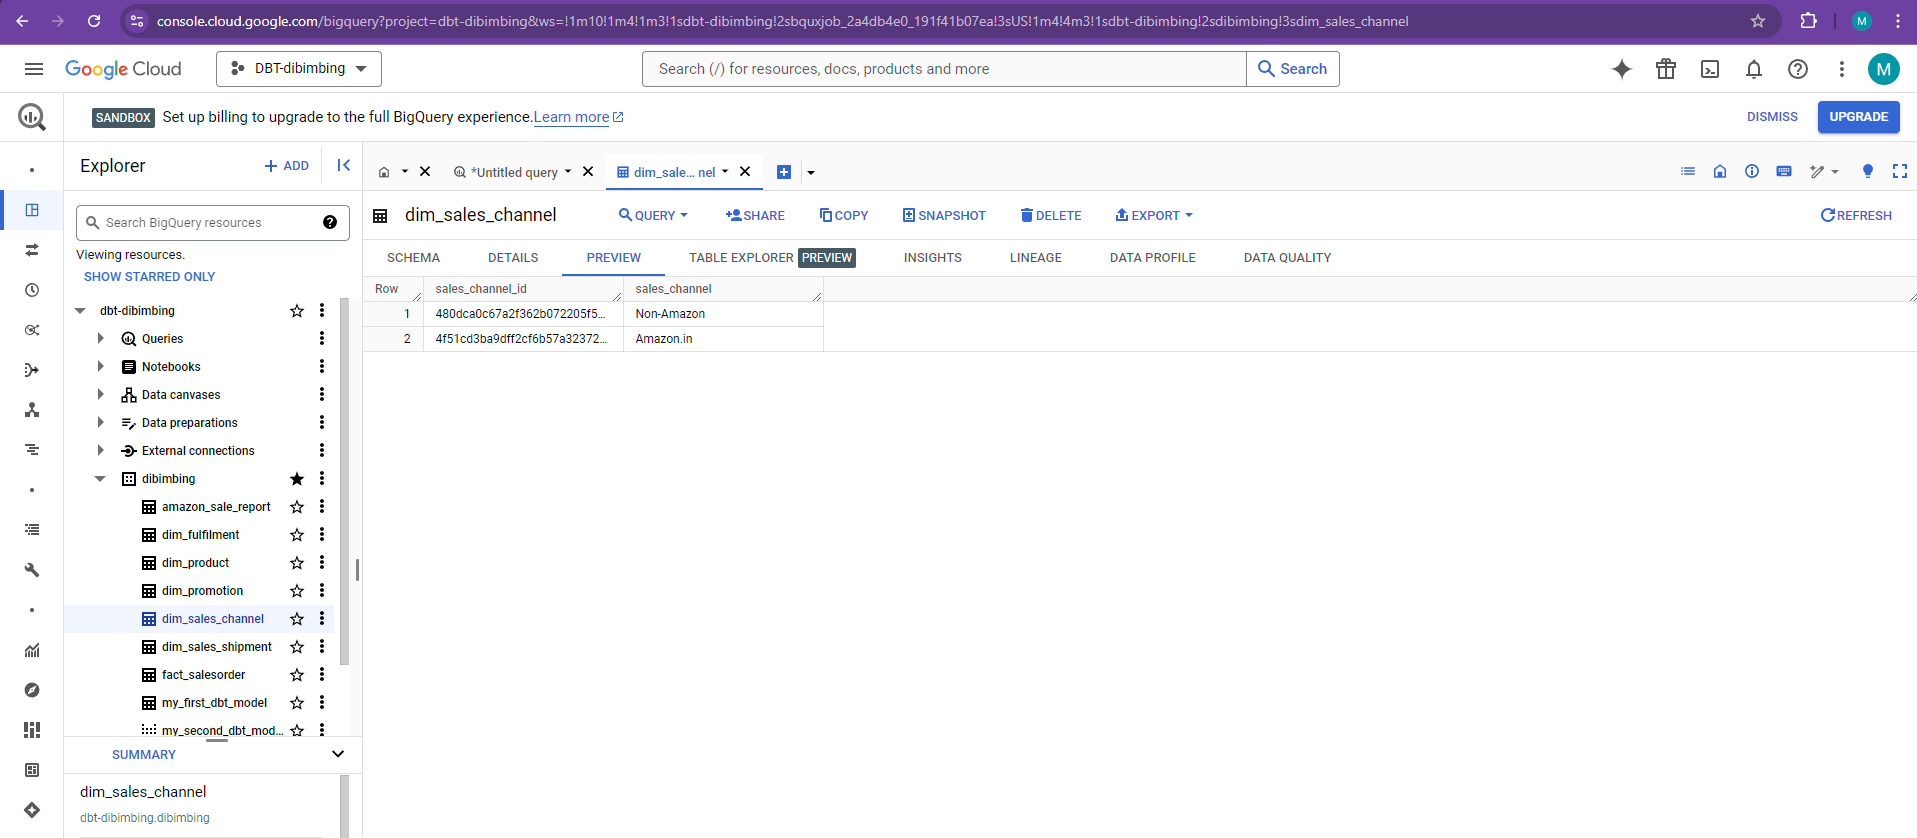 console.cloud.google.com/bigquery?project=dbt-dibimbing&ws=!1m10!1m4!1m3!1sdbt-dibimbing!2sbquxjob_2a4db4e0_191f41b07ea!3sUS!1m4!4m3!1sdbt-dibimbing!2sdibimbing!3sdim_sales_channel
M
Google Cloud
DBT-dibimbing
Search (/) for resources, docs, products and more
Search
M
SANDBOX Set up billing to upgrade to the full BigQuery experience. Learn more
DISMISS
UPGRADE
Explorer
+ ADD
*Untitled query
dim_sale... nel
dim_sales_channel
QUERY
SHARE
COPY
SNAPSHOT
DELETE
EXPORT
REFRESH
Search BigQuery resources
Viewing resources.
SHOW STARRED ONLY
SCHEMA
DETAILS
PREVIEW
TABLE EXPLORER PREVIEW
INSIGHTS
LINEAGE
DATA PROFILE
DATA QUALITY
Row sales_channel_id sales_channel
1 480dca0c67a2f362b072205f5... Non-Amazon
2 4f51cd3ba9dff2cf6b57a32372... Amazon.in
dbt-dibimbing
Queries
Notebooks
Data canvases
Data preparations
External connections
dibimbing
amazon_sale_report
dim_fulfilment
dim_product
dim_promotion
dim_sales_channel
dim_sales_shipment
fact_salesorder
my_first_dbt_model
my_second_dbt_mod...
SUMMARY
dim_sales_channel
dbt-dibimbing.dibimbing